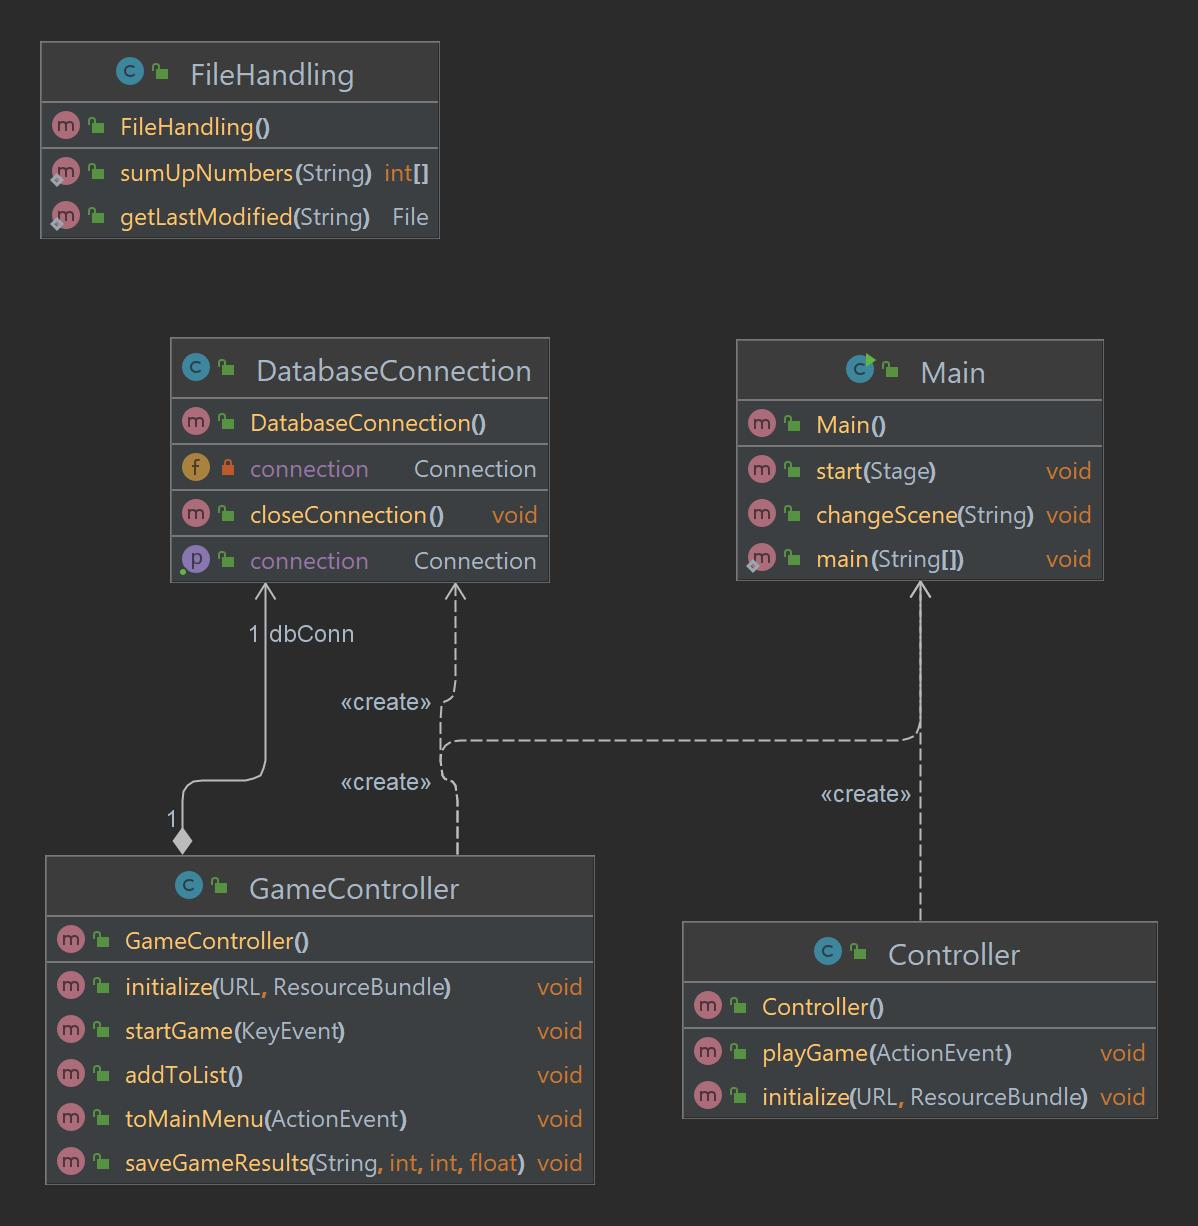 FileHandling
FileHandling()
sumUpNumbers(String) int[]
getLastModified(String) File
DatabaseConnection
DatabaseConnection()
connection Connection
closeConnection() void
connection Connection
Main
Main()
start(Stage) void
changeScene(String) void
main(String[]) void
1 dbConn
«create»
«create»
«create»
1
GameController
GameController()
initialize(URL, ResourceBundle) void
startGame(KeyEvent) void
addToList() void
toMainMenu(ActionEvent) void
saveGameResults(String, int, int, float) void
Controller
Controller()
playGame(ActionEvent) void
initialize(URL, ResourceBundle) void